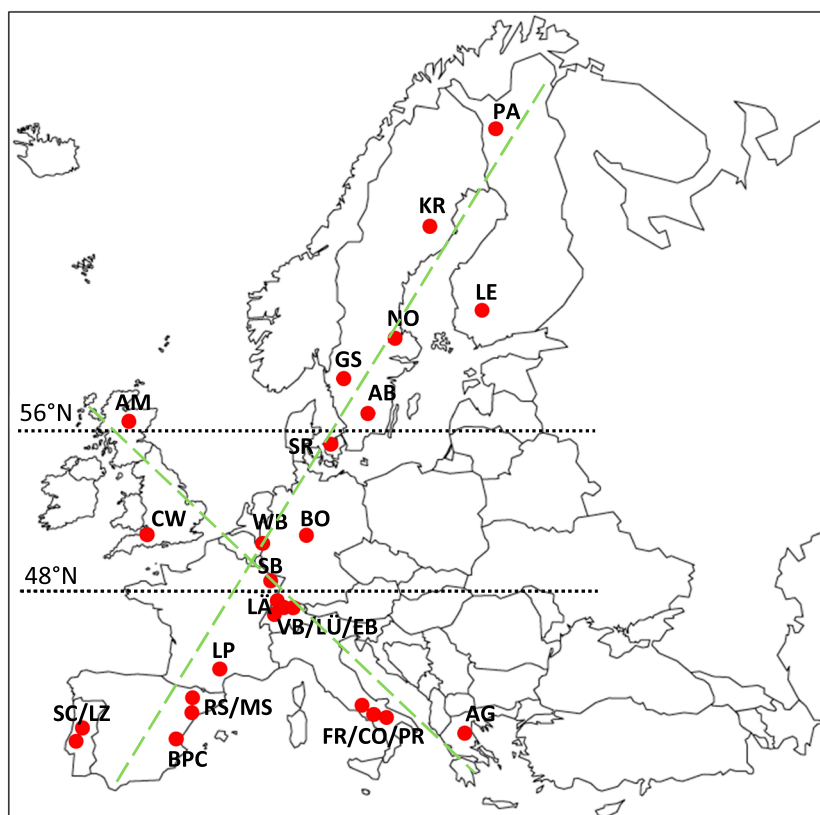 PA
KR
LE
NO
GS
AM
AB
56°N
SR
CW
WB
BO
SB
48°N
LÄ
VB/LÜ/EB
LP
RS/MS
SC/LZ
AG
FR/CO/PR
BPC